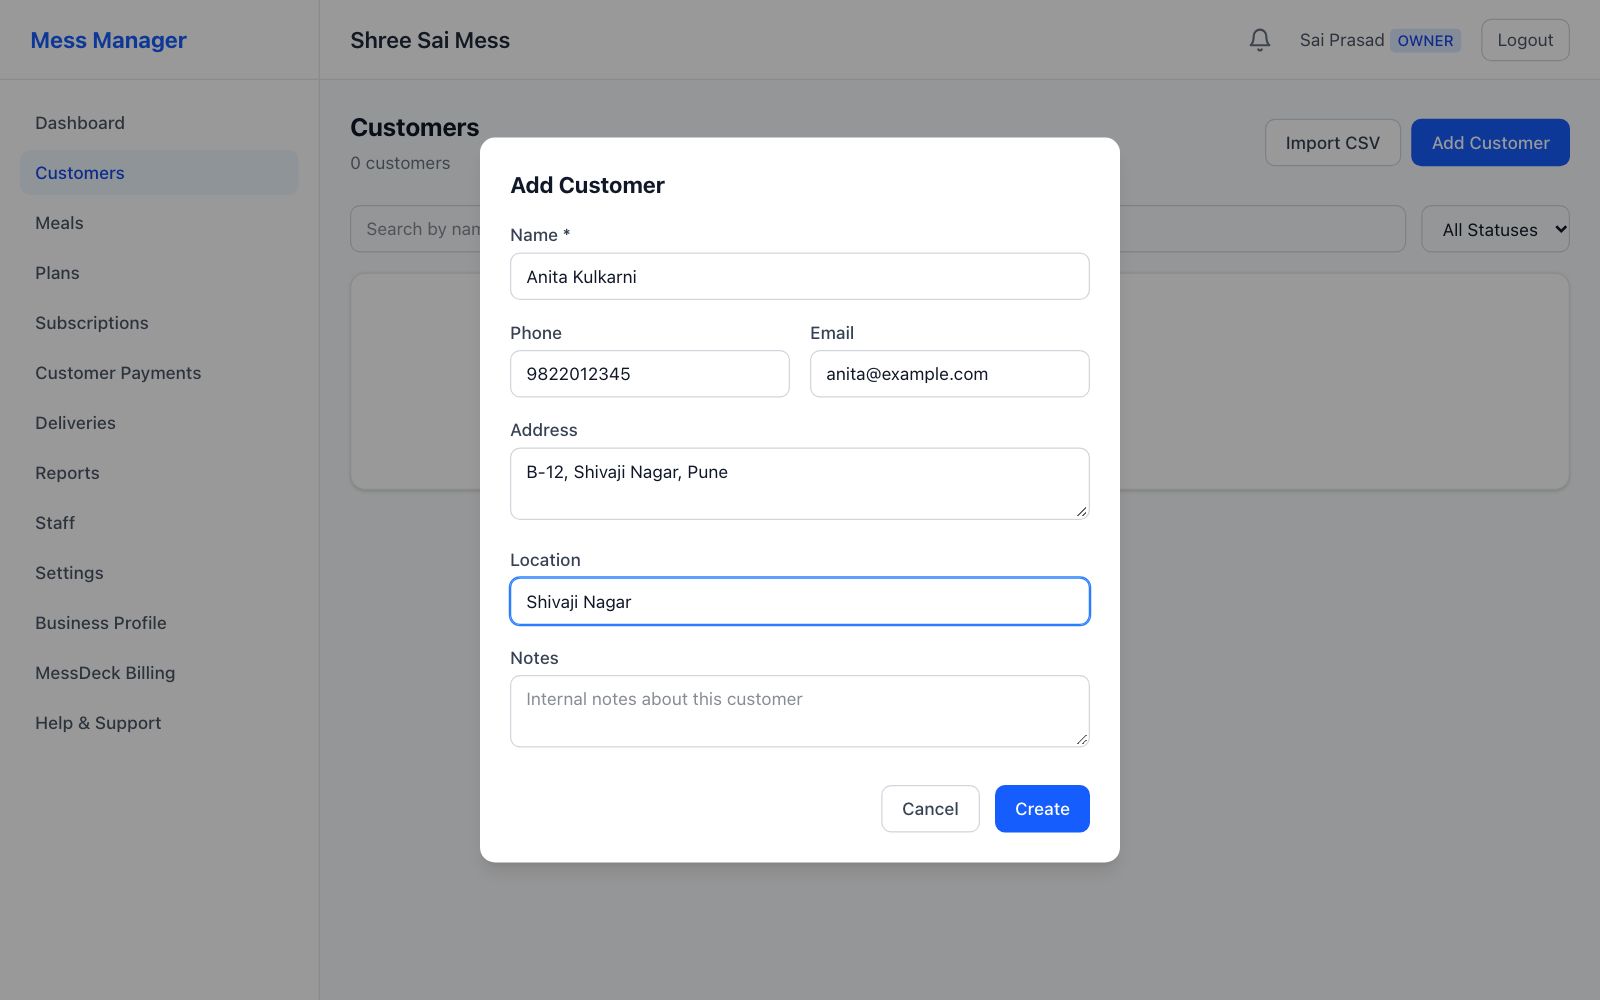 Mess Manager
Shree Sai Mess
Sai Prasad OWNER
Logout
Dashboard
Customers
Meals
Plans
Subscriptions
Customer Payments
Deliveries
Reports
Staff
Settings
Business Profile
MessDeck Billing
Help & Support
Customers
0 customers
Import CSV
Add Customer
Search by
All Statuses
Add Customer
Name *
Anita Kulkarni
Phone
Email
9822012345
anita@example.com
Address
B-12, Shivaji Nagar, Pune
Location
Shivaji Nagar
Notes
Internal notes about this customer
Cancel
Create